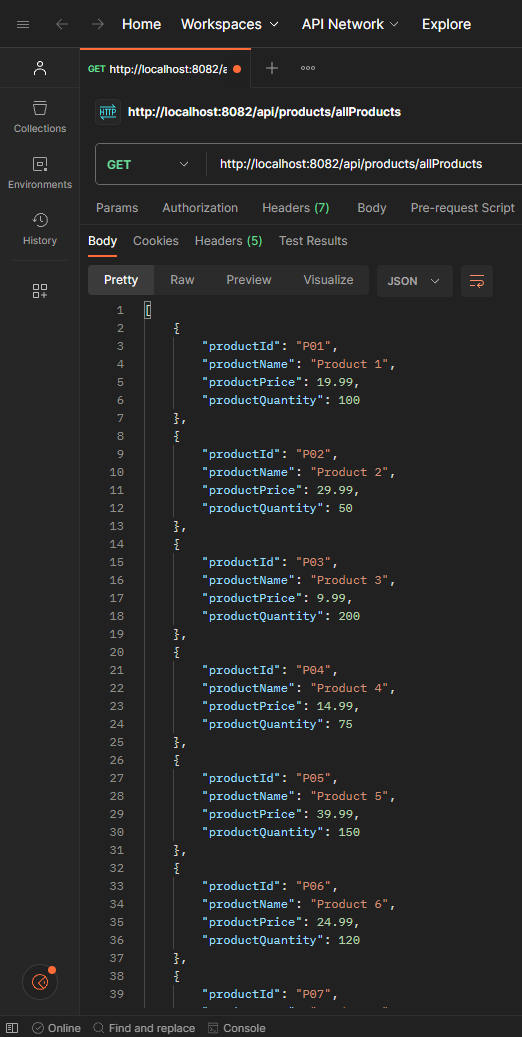 Home Workspaces API Network Explore
GET http://localhost:8082/a
HTTP http://localhost:8082/api/products/allProducts
Collections
GET http://localhost:8082/api/products/allProducts
Environments
Params Authorization Headers (7) Body Pre-request Script
History
Body Cookies Headers (5) Test Results
Pretty Raw Preview Visualize JSON
1 [
2 {
3 "productId": "P01",
4 "productName": "Product 1",
5 "productPrice": 19.99,
6 "productQuantity": 100
7 },
8 {
9 "productId": "P02",
10 "productName": "Product 2",
11 "productPrice": 29.99,
12 "productQuantity": 50
13 },
14 {
15 "productId": "P03",
16 "productName": "Product 3",
17 "productPrice": 9.99,
18 "productQuantity": 200
19 },
20 {
21 "productId": "P04",
22 "productName": "Product 4",
23 "productPrice": 14.99,
24 "productQuantity": 75
25 },
26 {
27 "productId": "P05",
28 "productName": "Product 5",
29 "productPrice": 39.99,
30 "productQuantity": 150
31 },
32 {
33 "productId": "P06",
34 "productName": "Product 6",
35 "productPrice": 24.99,
36 "productQuantity": 120
37 },
38 {
39 "productId": "P07",
Online Find and replace Console